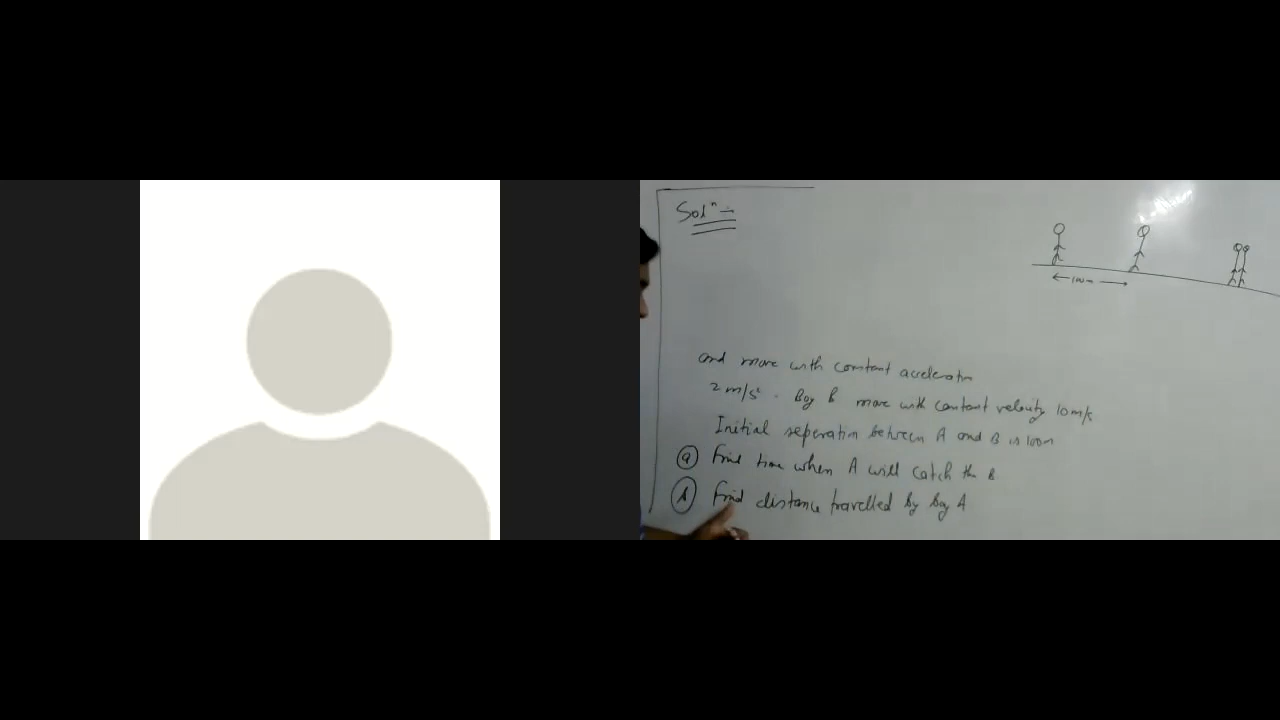 Solⁿ -
100m
and move with constant acceleration
2 m/s² . Boy B move with contant velocity 10 m/s
Initial seperation between A and B is 100m
(a) Find time when A will catch the B
(b) Find distance travelled by boy A